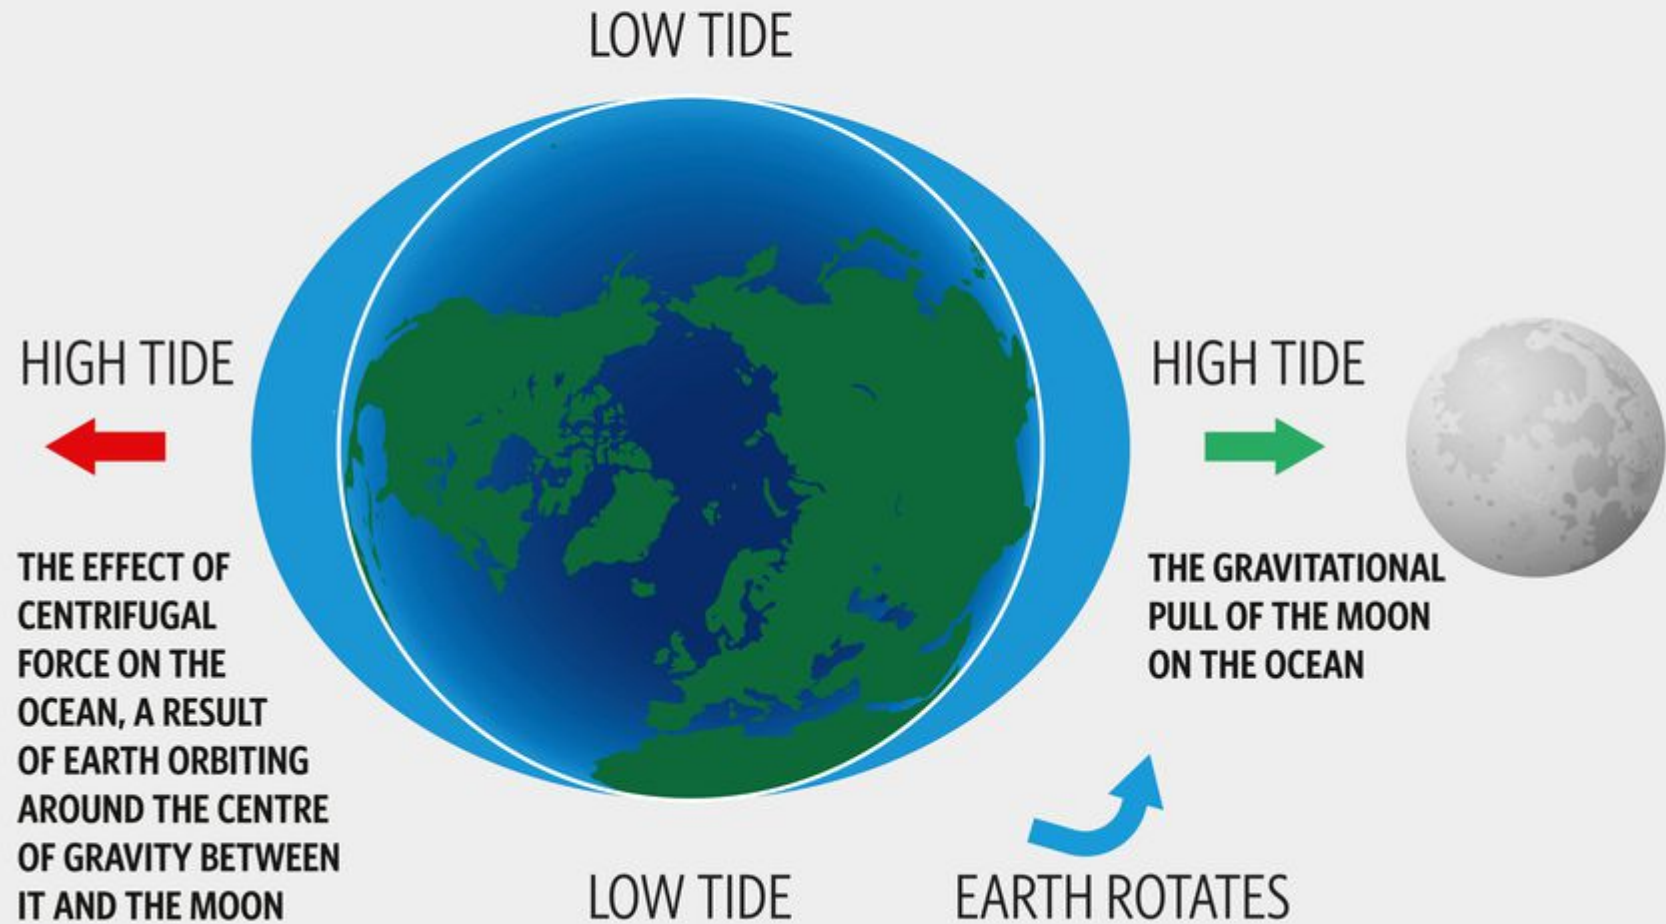 LOW TIDE
HIGH TIDE
HIGH TIDE
THE EFFECT OF
CENTRIFUGAL
FORCE ON THE
OCEAN, A RESULT
OF EARTH ORBITING
AROUND THE CENTRE
OF GRAVITY BETWEEN
IT AND THE MOON
THE GRAVITATIONAL
PULL OF THE MOON
ON THE OCEAN
LOW TIDE
EARTH ROTATES